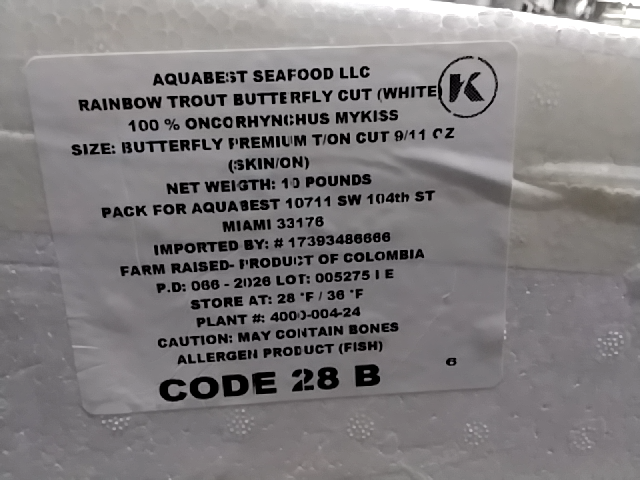 AQUABEST SEAFOOD LLC
RAINBOW TROUT BUTTERFLY CUT (WHITE)
K
100 % ONCORHYNCHUS MYKISS
SIZE: BUTTERFLY PREMIUM T/ON CUT 9/11 OZ
(SKIN/ON)
NET WEIGTH: 10 POUNDS
PACK FOR AQUABEST 10711 SW 104th ST
MIAMI 33176
IMPORTED BY: # 17393486666
FARM RAISED- PRODUCT OF COLOMBIA
P.D: 066 - 2026 LOT: 005275 I E
STORE AT: 28 °F / 36 °F
PLANT #: 4000-004-24
CAUTION: MAY CONTAIN BONES
ALLERGEN PRODUCT (FISH)
CODE 28 B
6